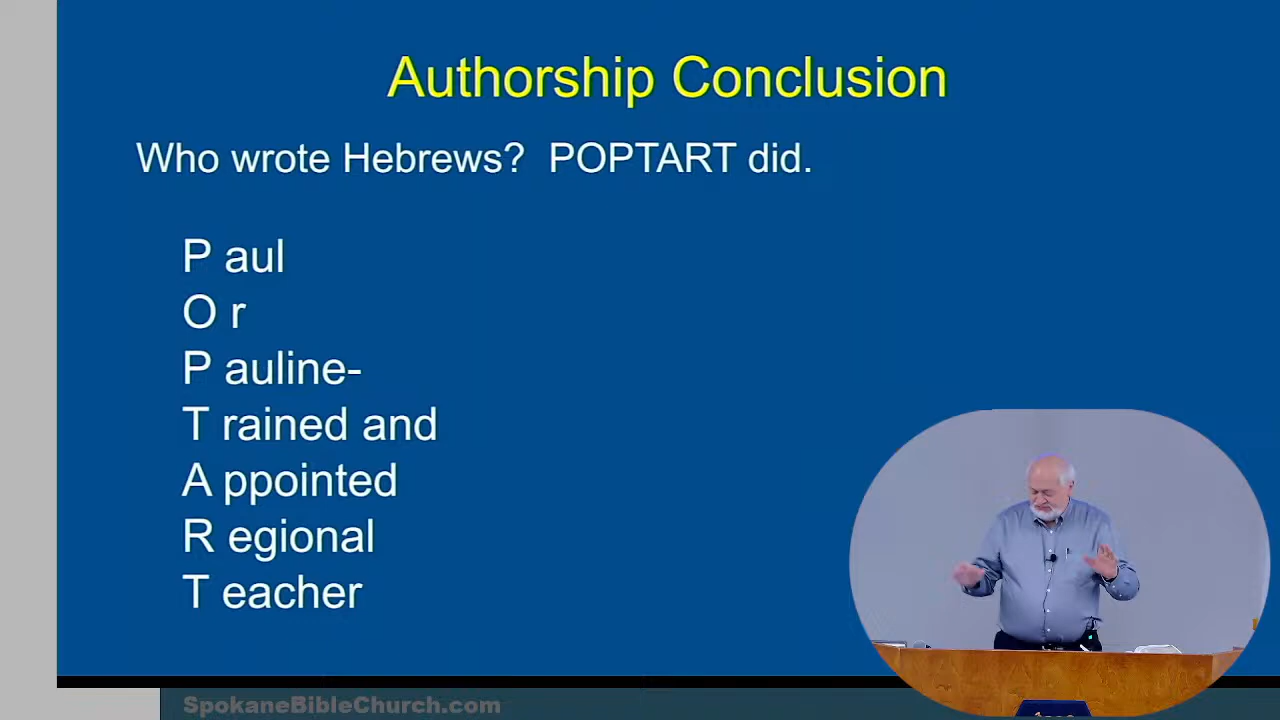 Authorship Conclusion
Who wrote Hebrews? POPTART did.
P aul
O r
P auline-
T rained and
A ppointed
R egional
T eacher
SpokaneBibleChurch.com